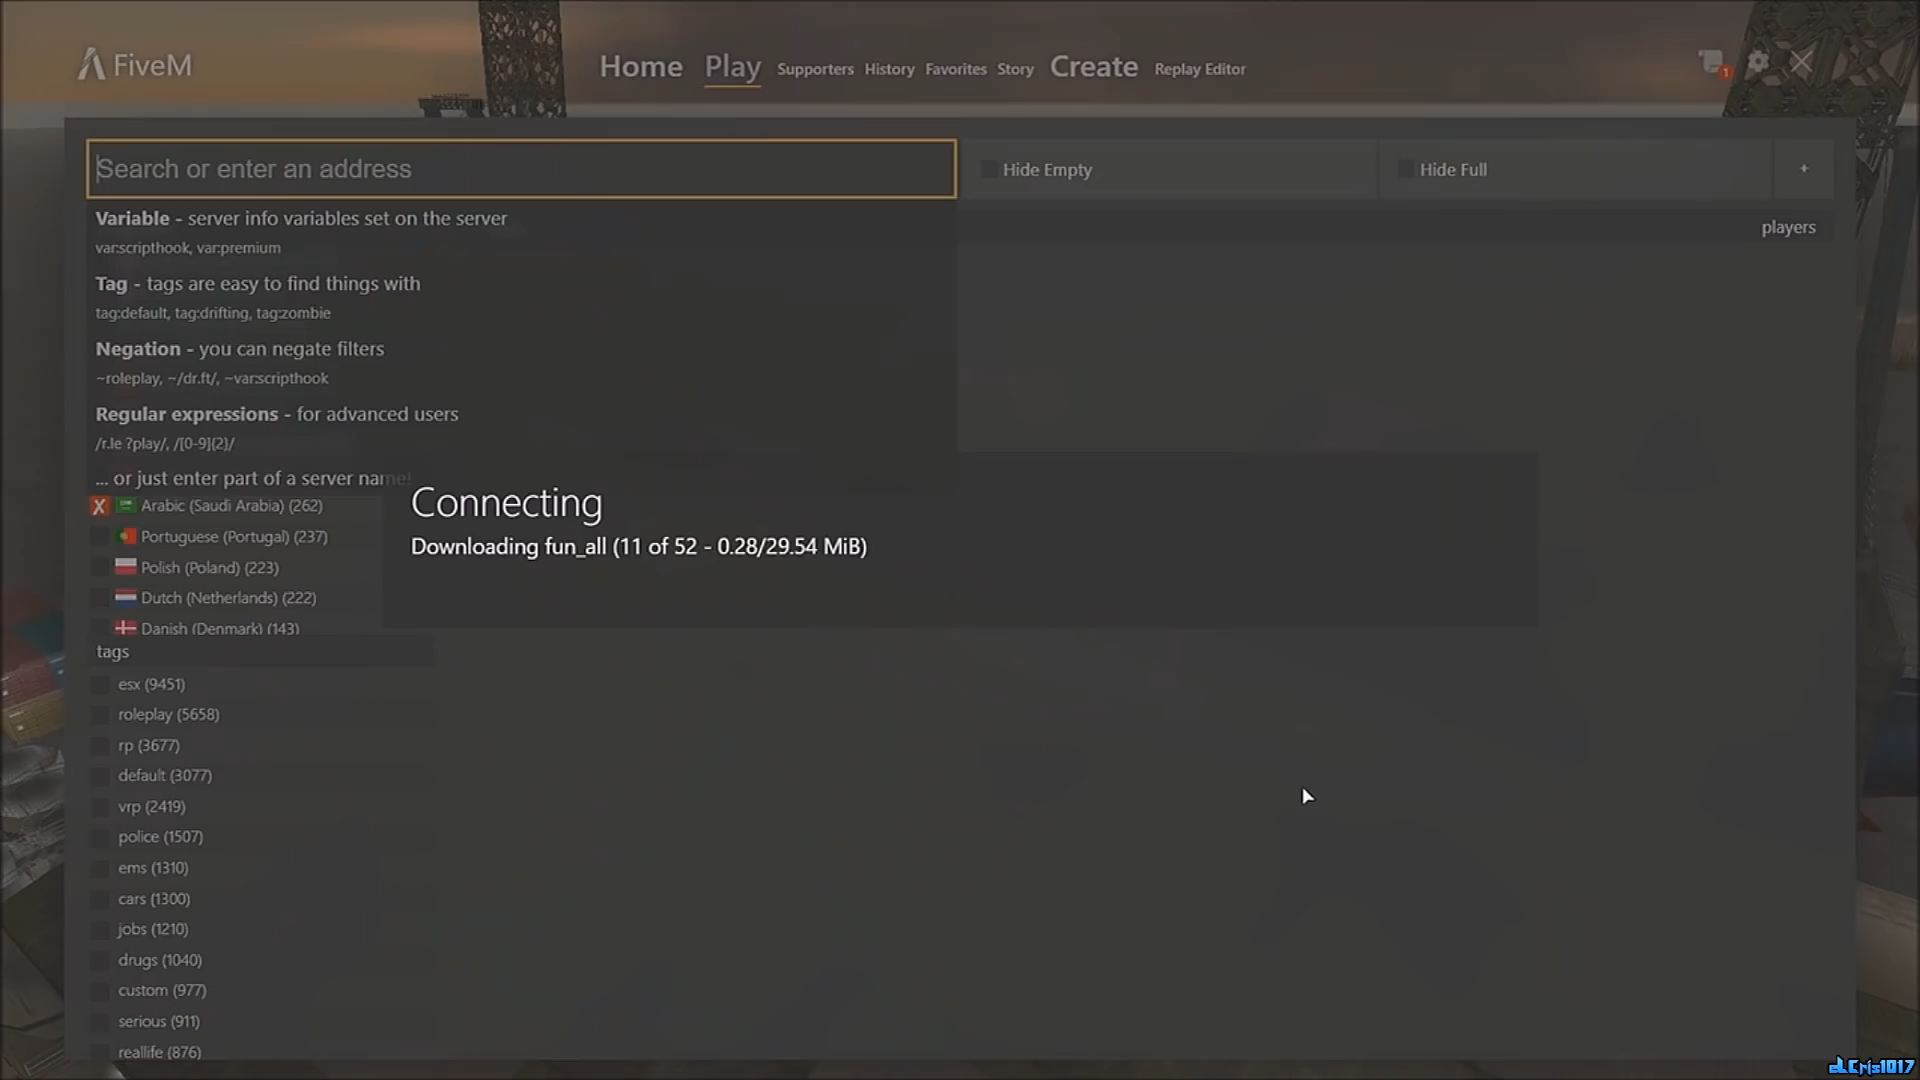 FiveM
Home Play Supporters History Favorites Story Create Replay Editor
1
Search or enter an address
Hide Empty
Hide Full
+
Variable - server info variables set on the server
var:scripthook, var:premium
players
Tag - tags are easy to find things with
tag:default, tag:drifting, tag:zombie
Negation - you can negate filters
~roleplay, ~/dr.ft/, ~var:scripthook
Regular expressions - for advanced users
/r.le ?play/, /[0-9]{2}/
... or just enter part of a server name!
X Arabic (Saudi Arabia) (262)
Portuguese (Portugal) (237)
Polish (Poland) (223)
Dutch (Netherlands) (222)
Danish (Denmark) (143)
Connecting
Downloading fun_all (11 of 52 - 0.28/29.54 MiB)
tags
esx (9451)
roleplay (5658)
rp (3677)
default (3077)
vrp (2419)
police (1507)
ems (1310)
cars (1300)
jobs (1210)
drugs (1040)
custom (977)
serious (911)
reallife (876)
eLCris1017